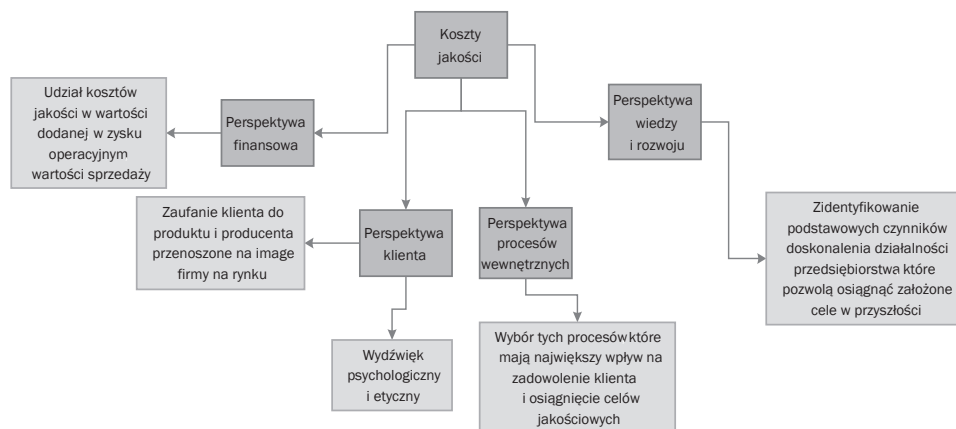 Koszty
jakości
Udział kosztów
jakości w wartości
dodanej w zysku
operacyjnym
wartości sprzedaży
Perspektywa
finansowa
Perspektywa
wiedzy
i rozwoju
Zaufanie klienta do
produktu i producenta
przenoszone na image
firmy na rynku
Perspektywa
klienta
Perspektywa
procesów
wewnętrznych
Zidentyfikowanie
podstawowych czynników
doskonalenia działalności
przedsiębiorstwa które
pozwolą osiągnąć założone
cele w przyszłości
Wydźwięk
psychologiczny
i etyczny
Wybór tych procesów które
mają największy wpływ na
zadowolenie klienta
i osiągnięcie celów
jakościowych